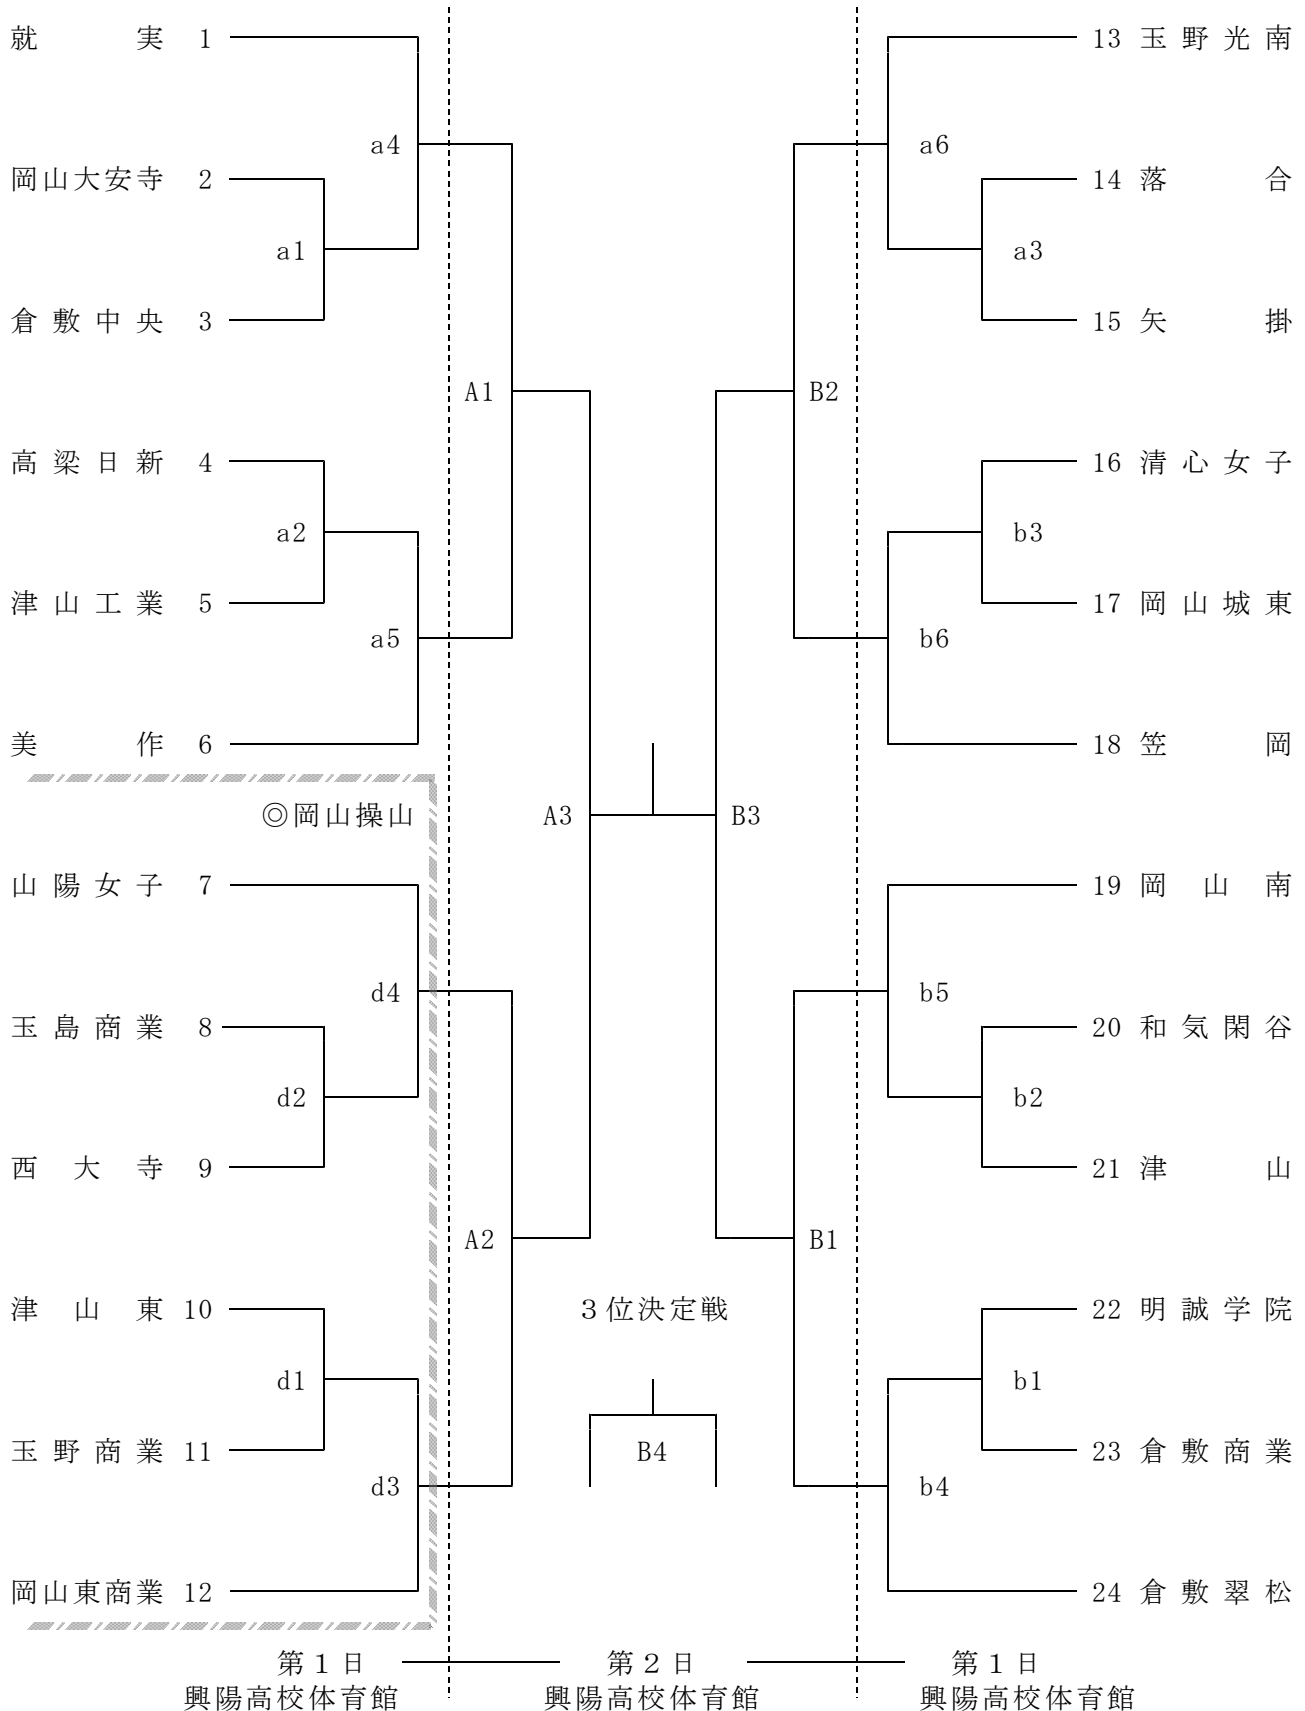 就実 1
a4
岡山大安寺 2
a1
倉敷中央 3
A1
高梁日新 4
a2
津山工業 5
a5
美作 6
◎岡山操山
A3
山陽女子 7
d4
玉島商業 8
d2
西大寺 9
A2
津山東 10
d1
玉野商業 11
d3
岡山東商業 12
13 玉野光南
a6
14 落合
a3
15 矢掛
B2
16 清心女子
b3
17 岡山城東
b6
18 笠岡
B3
19 岡山南
b5
20 和気閑谷
b2
21 津山
B1
22 明誠学院
b1
23 倉敷商業
b4
24 倉敷翠松
3位決定戦
B4
第1日
興陽高校体育館
第2日
興陽高校体育館
第1日
興陽高校体育館